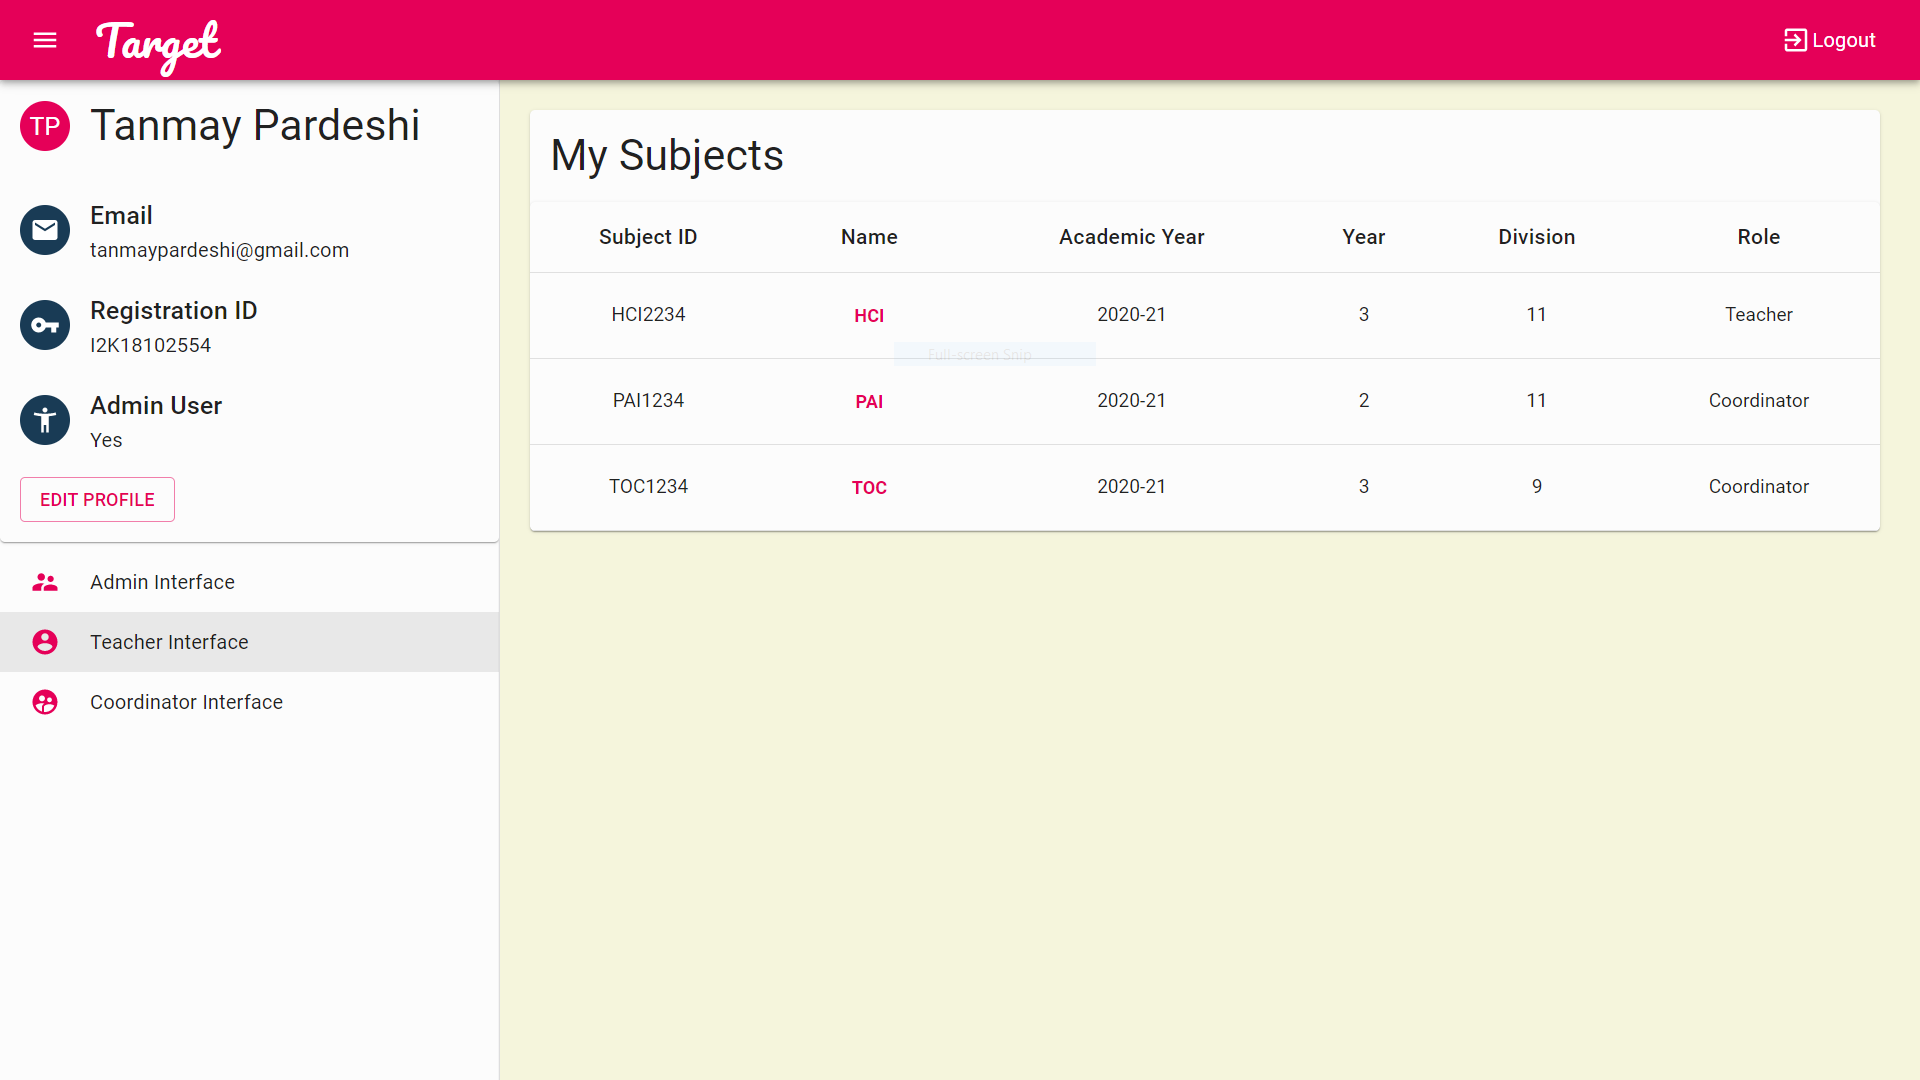 Target
Logout
TP
Tanmay Pardeshi
Email
tanmaypardeshi@gmail.com
Registration ID
I2K18102554
Admin User
Yes
EDIT PROFILE
Admin Interface
Teacher Interface
Coordinator Interface
My Subjects
Subject ID Name Academic Year Year Division Role
HCI2234 HCI 2020-21 3 11 Teacher
Full-screen Snip
PAI1234 PAI 2020-21 2 11 Coordinator
TOC1234 TOC 2020-21 3 9 Coordinator